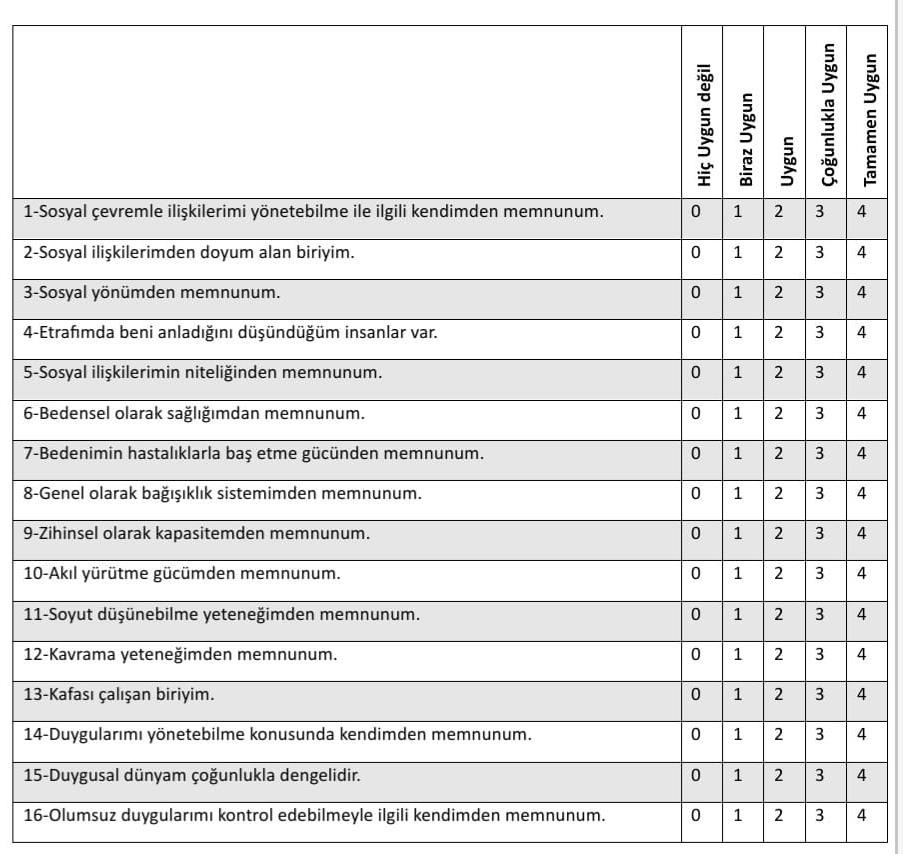 Hiç Uygun değil
Biraz Uygun
Uygun
Çoğunlukla Uygun
Tamamen Uygun
1-Sosyal çevremle ilişkilerimi yönetebilme ile ilgili kendimden memnunum. 0 1 2 3 4
2-Sosyal ilişkilerimden doyum alan biriyim. 0 1 2 3 4
3-Sosyal yönümden memnunum. 0 1 2 3 4
4-Etrafımda beni anladığını düşündüğüm insanlar var. 0 1 2 3 4
5-Sosyal ilişkilerimin niteliğinden memnunum. 0 1 2 3 4
6-Bedensel olarak sağlığımdan memnunum. 0 1 2 3 4
7-Bedenimin hastalıklarla baş etme gücünden memnunum. 0 1 2 3 4
8-Genel olarak bağışıklık sistemimden memnunum. 0 1 2 3 4
9-Zihinsel olarak kapasitemden memnunum. 0 1 2 3 4
10-Akıl yürütme gücümden memnunum. 0 1 2 3 4
11-Soyut düşünebilme yeteneğimden memnunum. 0 1 2 3 4
12-Kavrama yeteneğimden memnunum. 0 1 2 3 4
13-Kafası çalışan biriyim. 0 1 2 3 4
14-Duygularımı yönetebilme konusunda kendimden memnunum. 0 1 2 3 4
15-Duygusal dünyam çoğunlukla dengelidir. 0 1 2 3 4
16-Olumsuz duygularımı kontrol edebilmeyle ilgili kendimden memnunum. 0 1 2 3 4